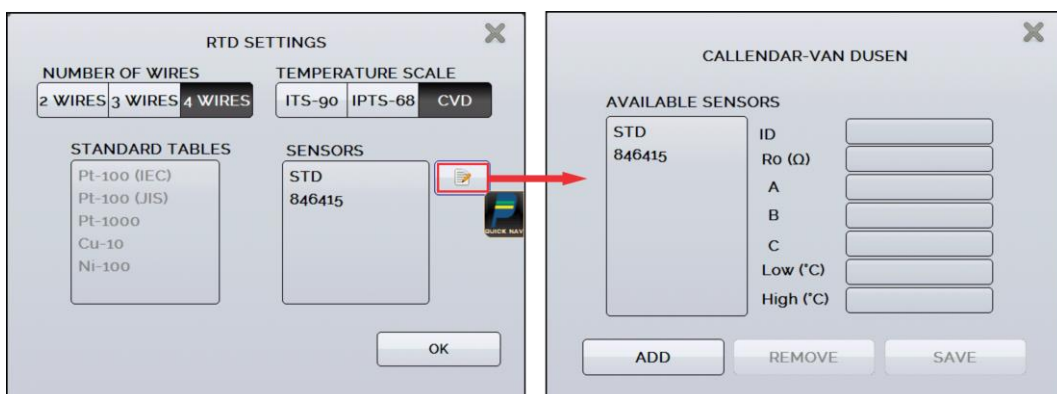 RTD SETTINGS
NUMBER OF WIRES
2 WIRES 3 WIRES 4 WIRES
TEMPERATURE SCALE
ITS-90 IPTS-68 CVD
STANDARD TABLES
Pt-100 (IEC)
Pt-100 (JIS)
Pt-1000
Cu-10
Ni-100
SENSORS
STD
846415
QUICK NAV
OK
CALLENDAR-VAN DUSEN
AVAILABLE SENSORS
STD
846415
ID
Ro (Ω)
A
B
C
Low (°C)
High (°C)
ADD
REMOVE
SAVE